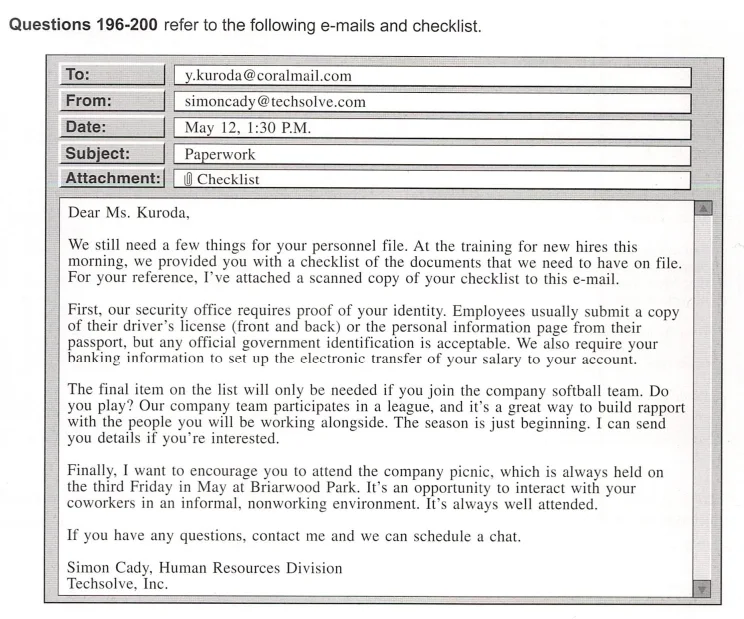 Questions 196-200 refer to the following e-mails and checklist.
To: y.kuroda@coralmail.com
From: simoncady@techsolve.com
Date: May 12, 1:30 P.M.
Subject: Paperwork
Attachment: Checklist
Dear Ms. Kuroda,
We still need a few things for your personnel file. At the training for new hires this
morning, we provided you with a checklist of the documents that we need to have on file.
For your reference, I've attached a scanned copy of your checklist to this e-mail.
First, our security office requires proof of your identity. Employees usually submit a copy
of their driver's license (front and back) or the personal information page from their
passport, but any official government identification is acceptable. We also require your
banking information to set up the electronic transfer of your salary to your account.
The final item on the list will only be needed if you join the company softball team. Do
you play? Our company team participates in a league, and it's a great way to build rapport
with the people you will be working alongside. The season is just beginning. I can send
you details if you're interested.
Finally, I want to encourage you to attend the company picnic, which is always held on
the third Friday in May at Briarwood Park. It's an opportunity to interact with your
coworkers in an informal, nonworking environment. It's always well attended.
If you have any questions, contact me and we can schedule a chat.
Simon Cady, Human Resources Division
Techsolve, Inc.